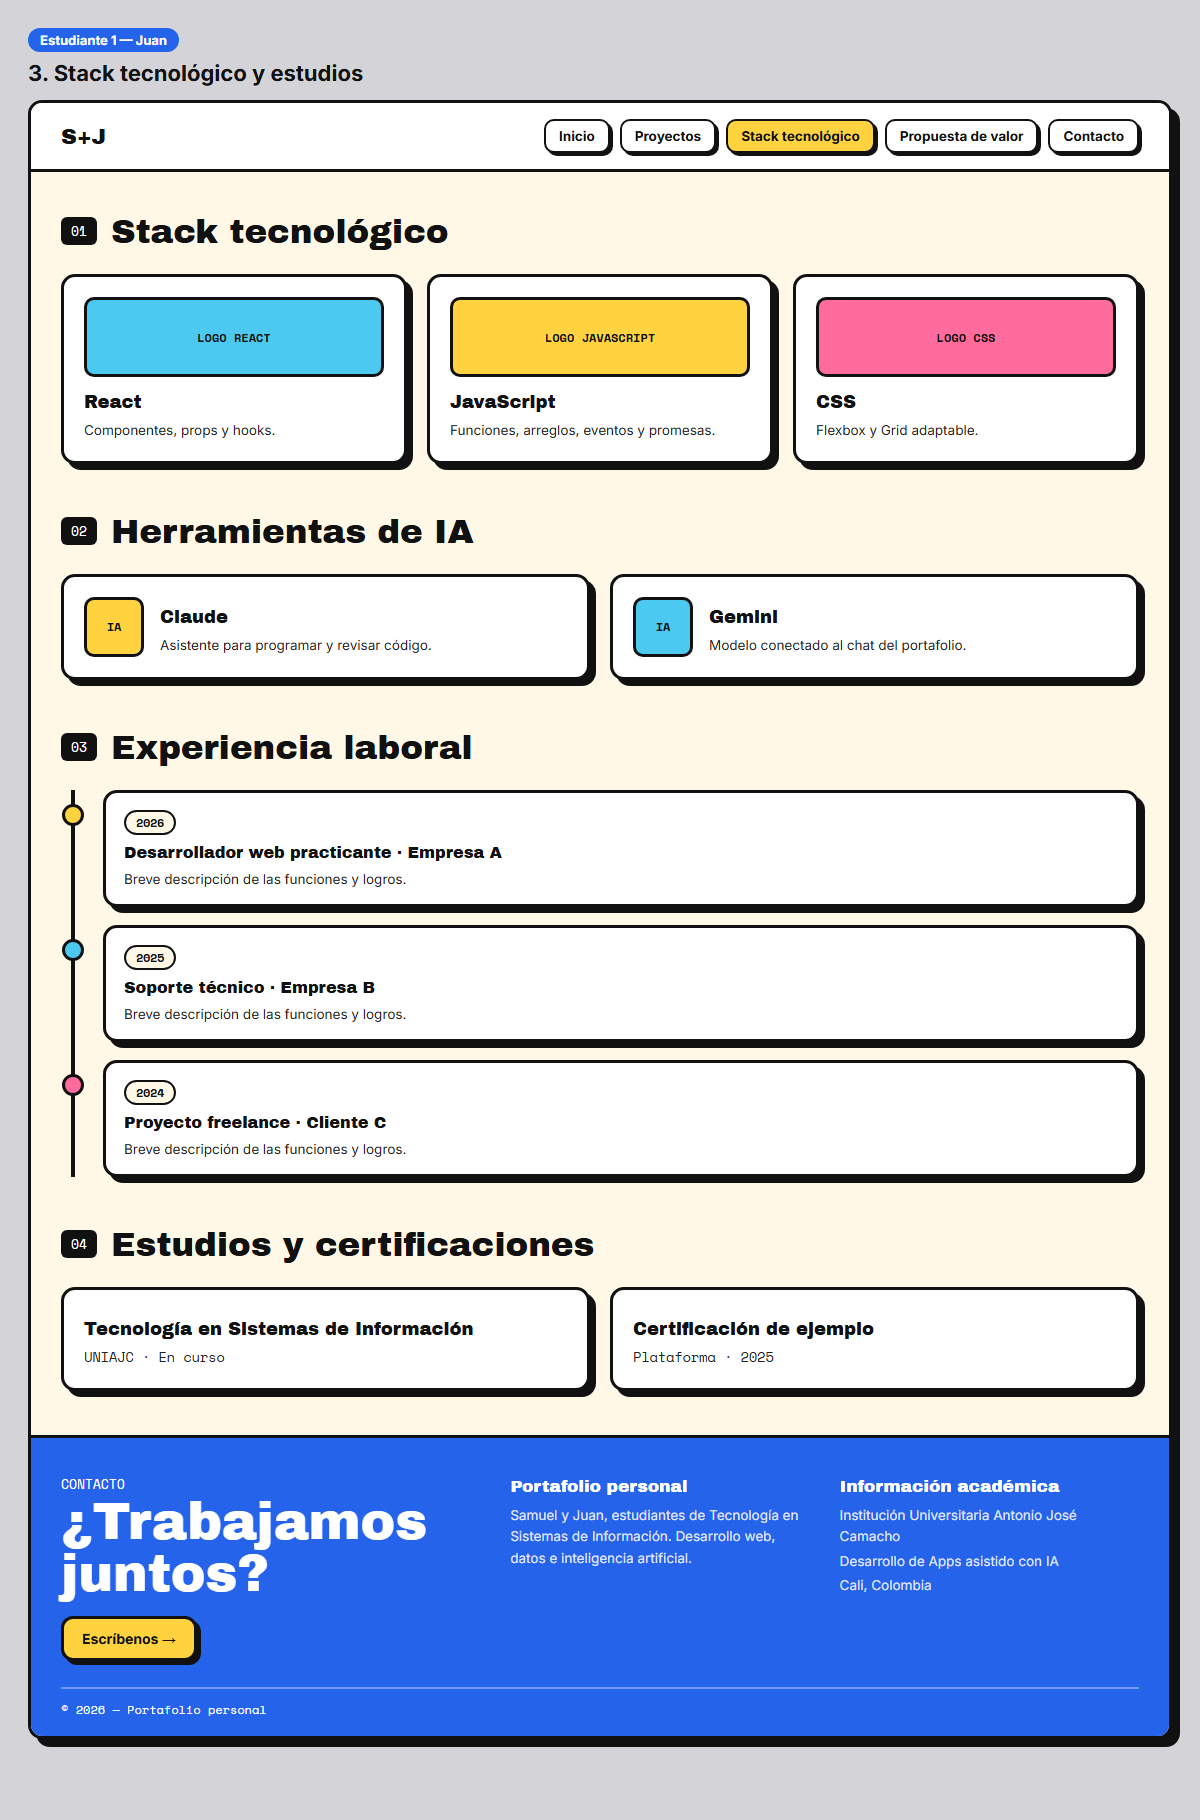 Estudiante 1 — Juan
3. Stack tecnológico y estudios
S+J
Inicio
Proyectos
Stack tecnológico
Propuesta de valor
Contacto
01
Stack tecnológico
LOGO REACT
LOGO JAVASCRIPT
LOGO CSS
React
JavaScript
CSS
Componentes, props y hooks.
Funciones, arreglos, eventos y promesas.
Flexbox y Grid adaptable.
02
Herramientas de IA
IA
Claude
Asistente para programar y revisar código.
IA
Gemini
Modelo conectado al chat del portafolio.
03
Experiencia laboral
2026
Desarrollador web practicante · Empresa A
Breve descripción de las funciones y logros.
2025
Soporte técnico · Empresa B
Breve descripción de las funciones y logros.
2024
Proyecto freelance · Cliente C
Breve descripción de las funciones y logros.
04
Estudios y certificaciones
Tecnología en Sistemas de Información
UNIAJC · En curso
Certificación de ejemplo
Plataforma · 2025
CONTACTO
¿Trabajamos
juntos?
Escríbenos →
Portafolio personal
Samuel y Juan, estudiantes de Tecnología en
Sistemas de Información. Desarrollo web,
datos e inteligencia artificial.
Información académica
Institución Universitaria Antonio José
Camacho
Desarrollo de Apps asistido con IA
Cali, Colombia
© 2026 — Portafolio personal